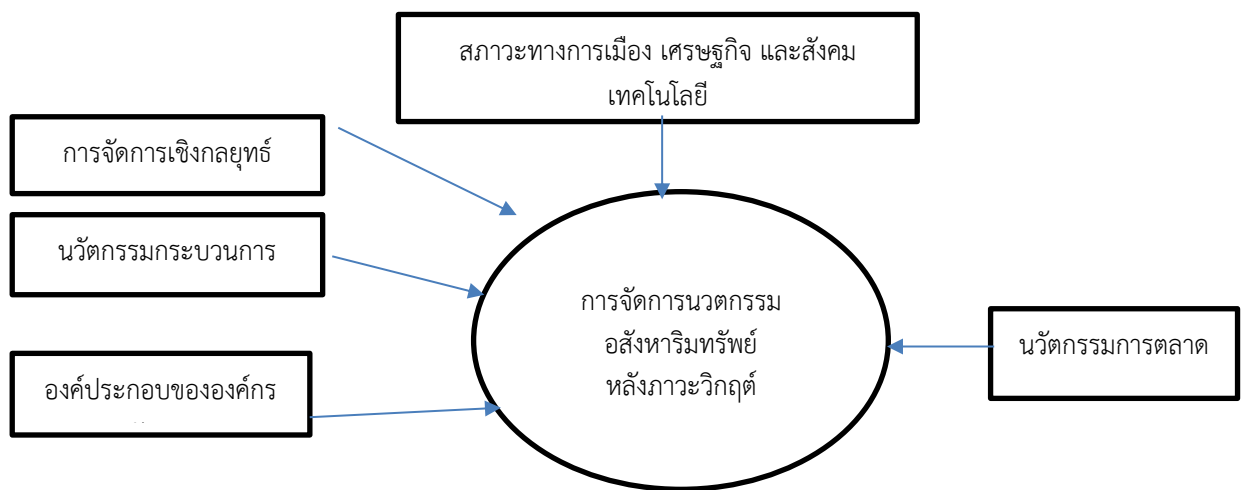 สภาวะทางการเมือง เศรษฐกิจ และสังคม
เทคโนโลยี
การจัดการเชิงกลยุทธ์
นวัตกรรมกระบวนการ
องค์ประกอบขององค์กร
การจัดการนวตกรรม
อสังหาริมทรัพย์
หลังภาวะวิกฤต์
นวัตกรรมการตลาด